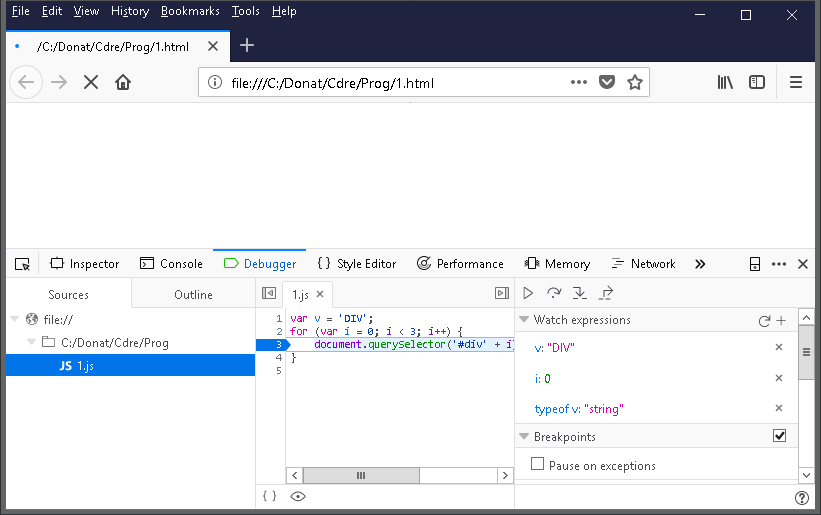 File Edit View History Bookmarks Tools Help
/C:/Donat/Cdre/Prog/1.html
file:///C:/Donat/Cdre/Prog/1.html
Inspector Console Debugger {} Style Editor Performance Memory Network
Sources Outline 1.js
file://
C:/Donat/Cdre/Prog
JS 1.js
1 var v = 'DIV';
2 for (var i = 0; i < 3; i++) {
3 document.querySelector('#div' + i)
4 }
5
{ }
Watch expressions
v: "DIV"
i: 0
typeof v: "string"
Breakpoints
Pause on exceptions